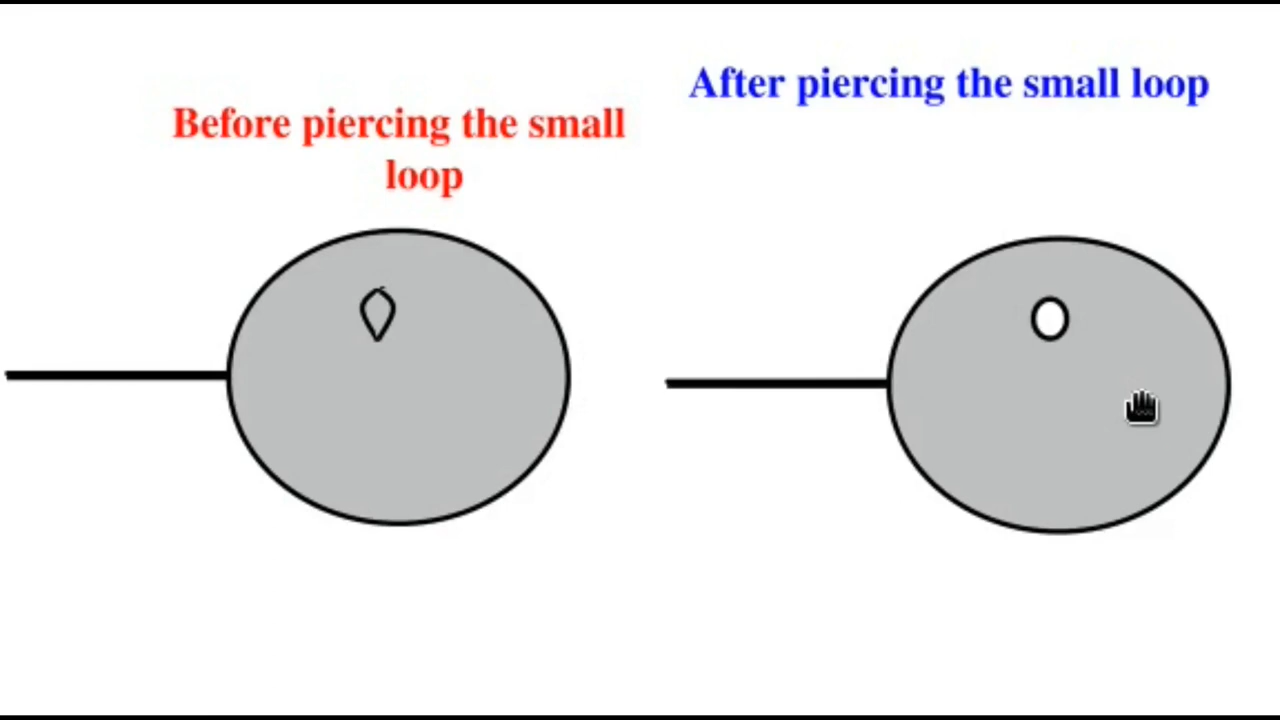 Before piercing the small
loop
After piercing the small loop